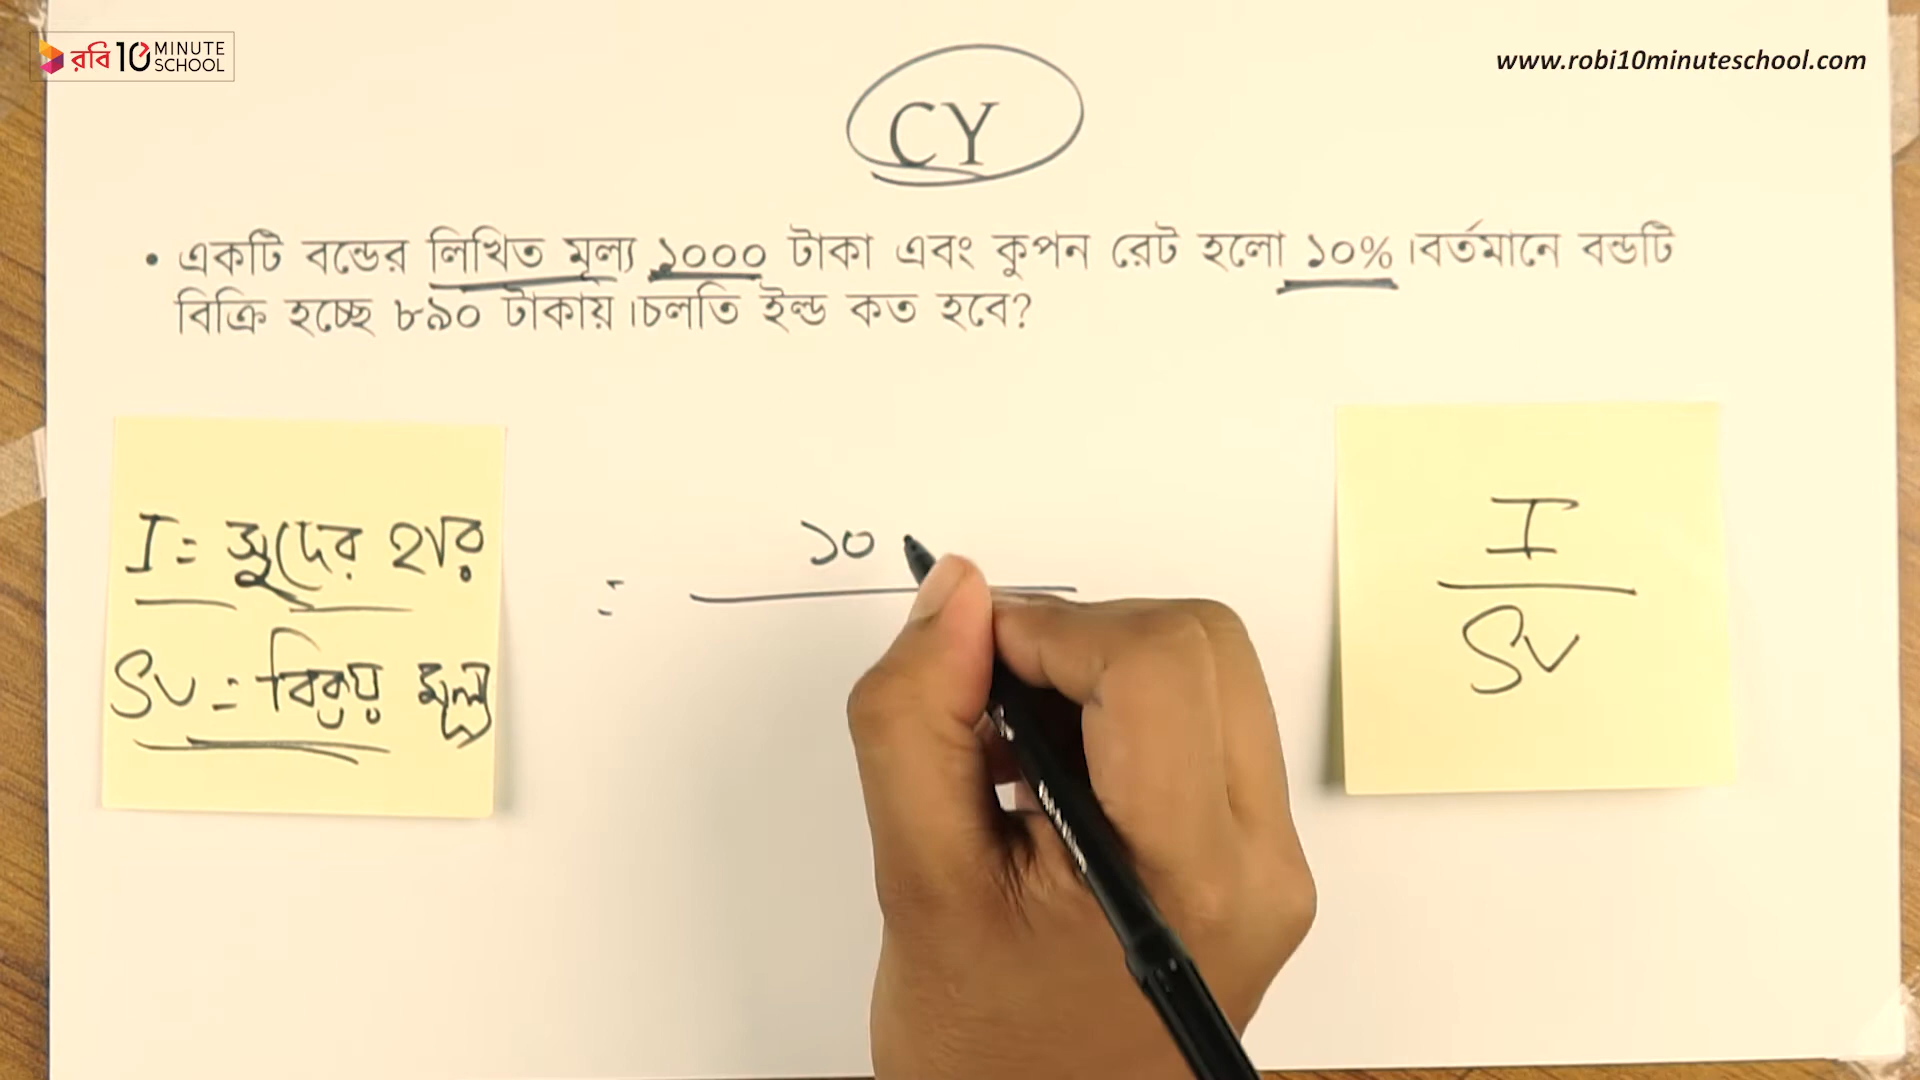 রবি 10 MINUTE SCHOOL
www.robi10minuteschool.com
CY
• একটি বন্ডের লিখিত মূল্য ১০০০ টাকা এবং কুপন রেট হলো ১০%।বর্তমানে বন্ডটি
বিক্রি হচ্ছে ৮৯০ টাকায়।চলতি ইল্ড কত হবে?
I = সুদের হার
SV = বিক্রয় মূল্য
= ১০
I
SV